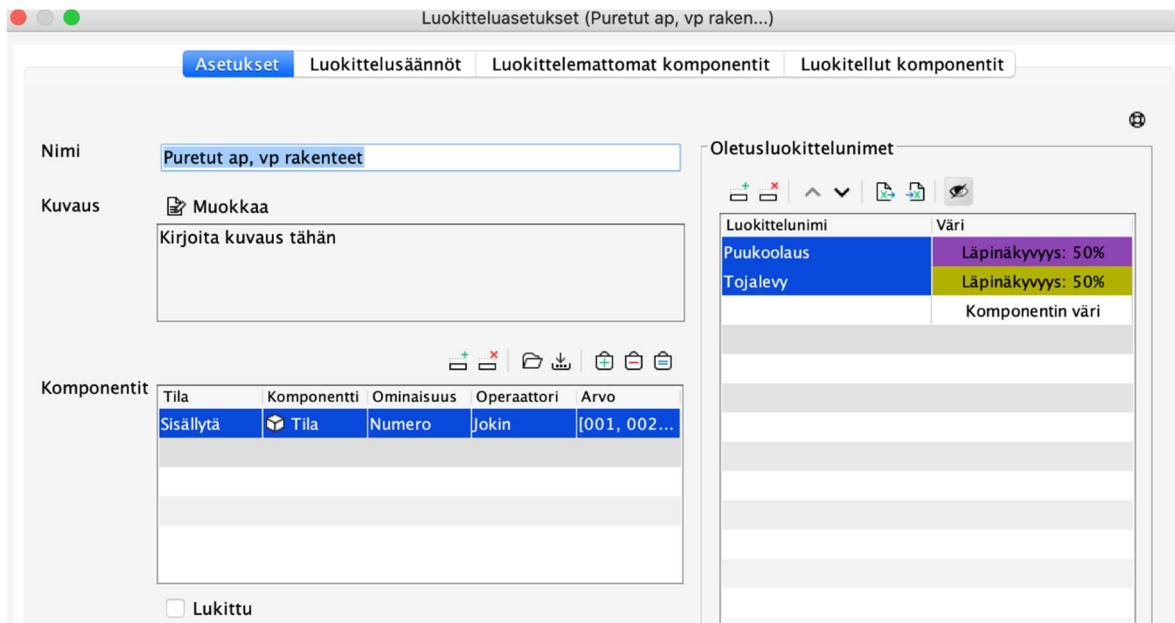 Luokitteluasetukset (Puretut ap, vp raken...)
Asetukset Luokittelusäännöt Luokittelemattomat komponentit Luokitellut komponentit
Nimi
Puretut ap, vp rakenteet
Kuvaus
Muokkaa
Kirjoita kuvaus tähän
Komponentit
Tila Komponentti Ominaisuus Operaattori Arvo
Sisällytä Tila Numero Jokin [001, 002...
Lukittu
Oletusluokittelunimet
Luokittelunimi Väri
Puukoolaus Läpinäkyvyys: 50%
Tojalevy Läpinäkyvyys: 50%
Komponentin väri